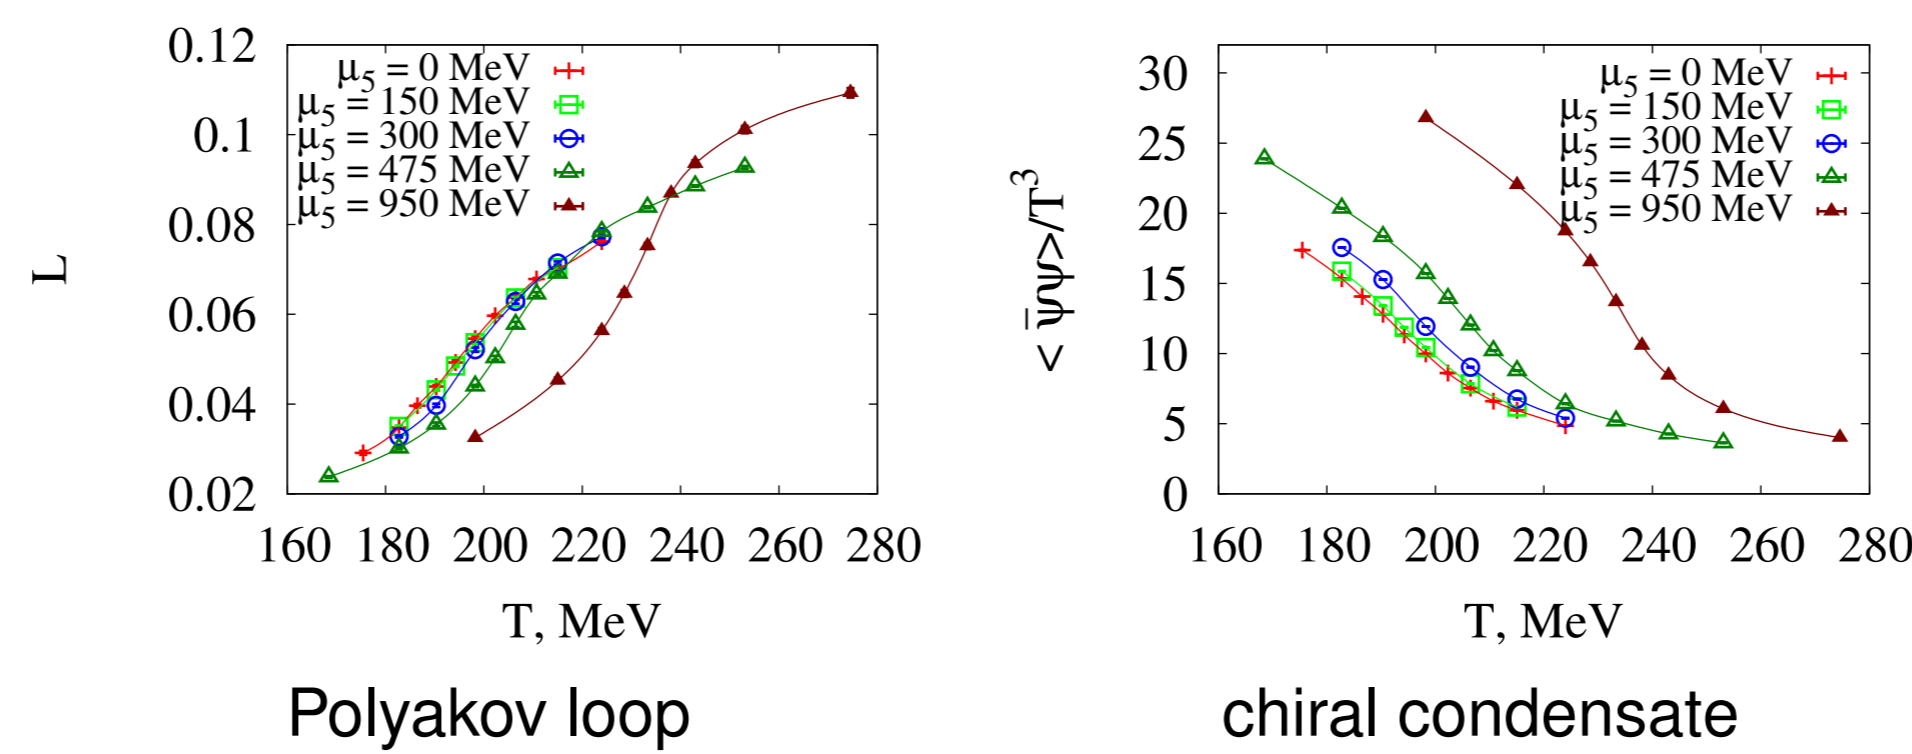 0.12
0.1
0.08
0.06
0.04
0.02
L
μ5 = 0 MeV
μ5 = 150 MeV
μ5 = 300 MeV
μ5 = 475 MeV
μ5 = 950 MeV
160 180 200 220 240 260 280
T, MeV
Polyakov loop
30
25
20
15
10
5
0
< ψ̄ψ>/T³
μ5 = 0 MeV
μ5 = 150 MeV
μ5 = 300 MeV
μ5 = 475 MeV
μ5 = 950 MeV
160 180 200 220 240 260 280
T, MeV
chiral condensate